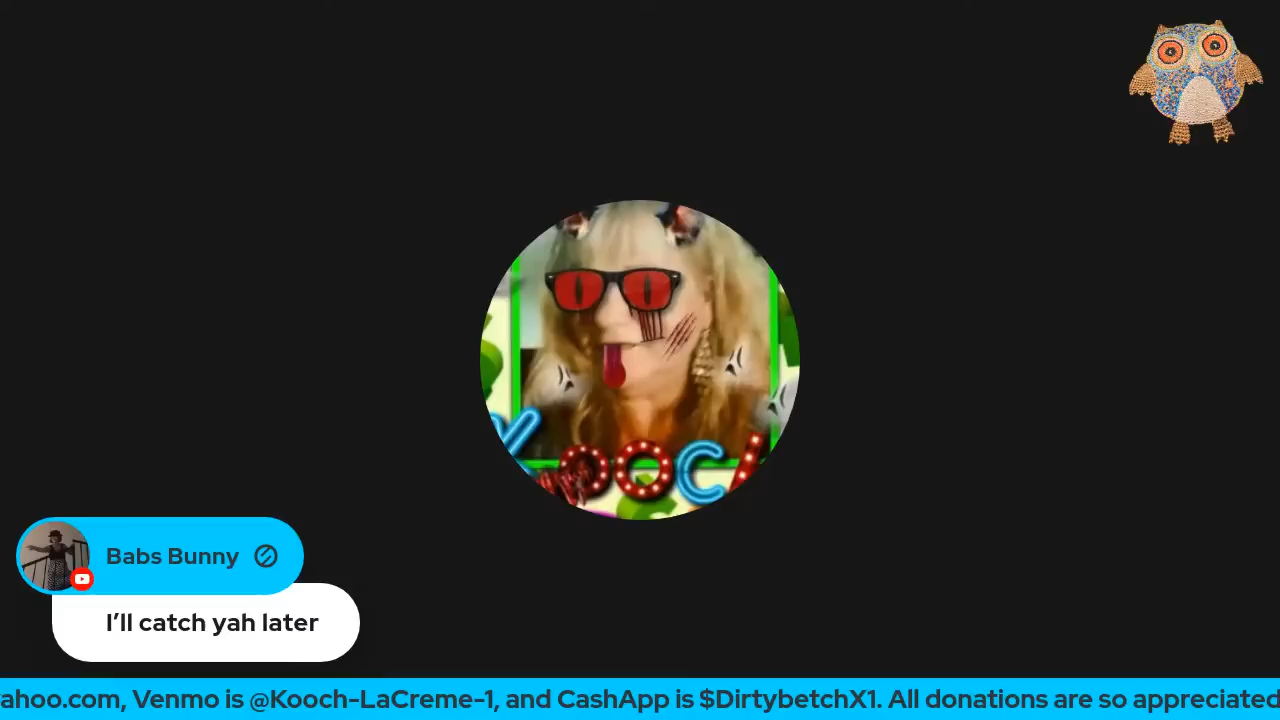 KOOCH
Babs Bunny
I’ll catch yah later
ahoo.com, Venmo is @Kooch-LaCreme-1, and CashApp is $DirtybetchX1. All donations are so appreciated